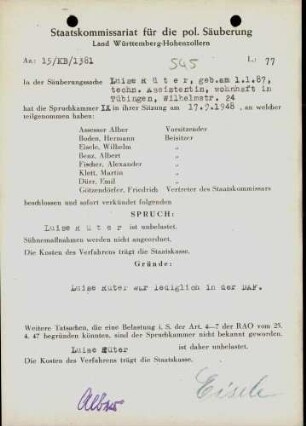 Staatskommissariat für die pol. Säuberung
Land Württemberg-Hohenzollern
Az.: 15/KB/1381
545
L: 77
In der Säuberungssache Luise Rüter, geb.am 1.1.87,
techn. Assistentin, wohnhaft in
Tübingen, Wilhelmstr. 24
hat die Spruchkammer IX in ihrer Sitzung am 17.9.1948, an welcher
teilgenommen haben:
Assessor Alber Vorsitzender
Boden, Hermann Beisitzer
Eisele, Wilhelm "
Benz, Albert "
Fischer, Alexander "
Klett, Martin "
Dürr, Emil "
Götzendörfer, Friedrich Vertreter des Staatskommissars
beschlossen und sofort verkündet folgenden
SPRUCH:
Luise Rüter ist unbelastet.
Sühnemaßnahmen werden nicht angeordnet.
Die Kosten des Verfahrens trägt die Staatskasse.
Gründe:
Luise Rüter war lediglich in der DAF.
Weitere Tatsachen, die eine Belastung i. S. der Art. 4–7 der RAO vom 25.
4. 47 begründen könnten, sind der Spruchkammer nicht bekannt geworden.
Luise Rüter ist daher unbelastet.
Die Kosten des Verfahrens trägt die Staatskasse.
Alber
Eisele